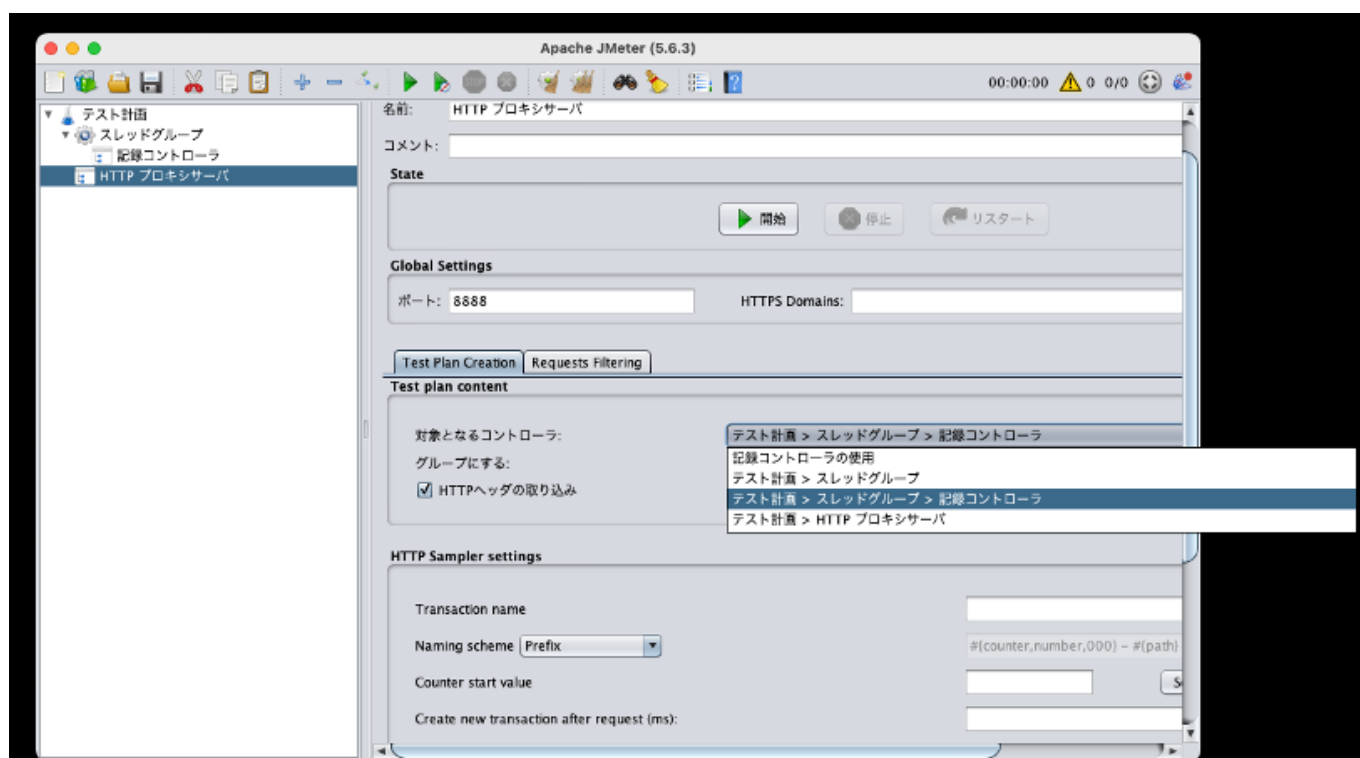 Apache JMeter (5.6.3)
00:00:00 0 0/0
テスト計画
スレッドグループ
記録コントローラ
HTTP プロキシサーバ
名前: HTTP プロキシサーバ
コメント:
State
開始 停止 リスタート
Global Settings
ポート: 8888 HTTPS Domains:
Test Plan Creation Requests Filtering
Test plan content
対象となるコントローラ: テスト計画 > スレッドグループ > 記録コントローラ
記録コントローラの使用
グループにする:
テスト計画 > スレッドグループ
HTTPヘッダの取り込み
テスト計画 > スレッドグループ > 記録コントローラ
テスト計画 > HTTP プロキシサーバ
HTTP Sampler settings
Transaction name
Naming scheme Prefix #{counter,number,000} – #{path}
Counter start value
Create new transaction after request (ms):